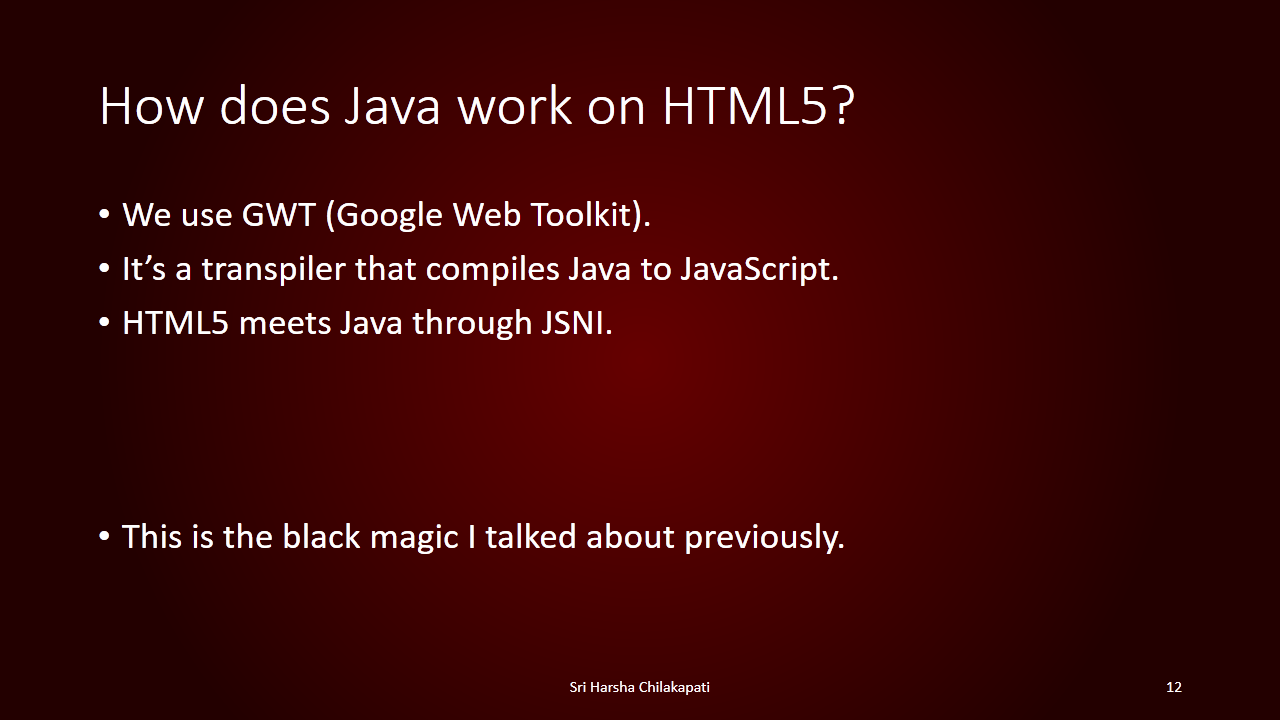 How does Java work on HTML5?
• We use GWT (Google Web Toolkit).
• It’s a transpiler that compiles Java to JavaScript.
• HTML5 meets Java through JSNI.
• This is the black magic I talked about previously.
Sri Harsha Chilakapati
12